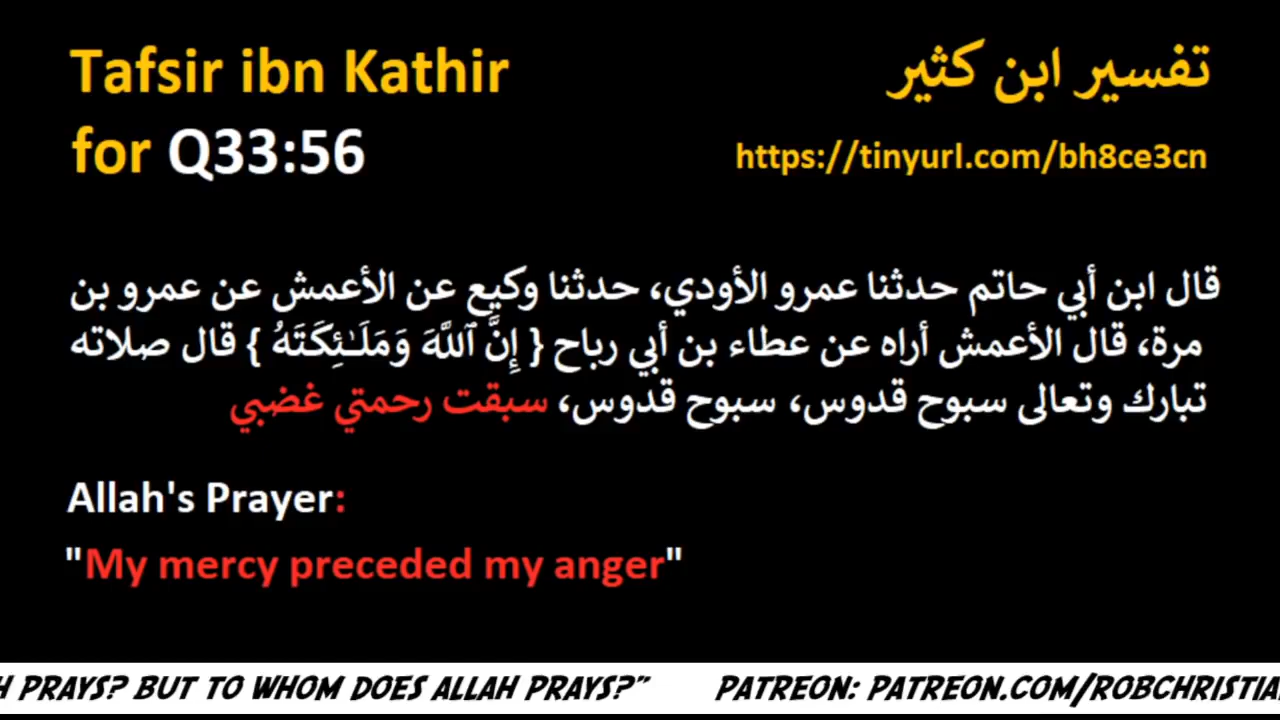 Tafsir ibn Kathir
for Q33:56
تفسير ابن كثير
https://tinyurl.com/bh8ce3cn
قال ابن أبي حاتم حدثنا عمرو الأودي، حدثنا وكيع عن الأعمش عن عمرو بن
مرة، قال الأعمش أراه عن عطاء بن أبي رباح { إِنَّ ٱللَّهَ وَمَلَـٰئِكَتَهُ } قال صلاته
تبارك وتعالى سبوح قدوس، سبوح قدوس، سبقت رحمتي غضبي
Allah's Prayer:
"My mercy preceded my anger"
H PRAYS? BUT TO WHOM DOES ALLAH PRAYS?" PATREON: PATREON.COM/ROBCHRISTIA